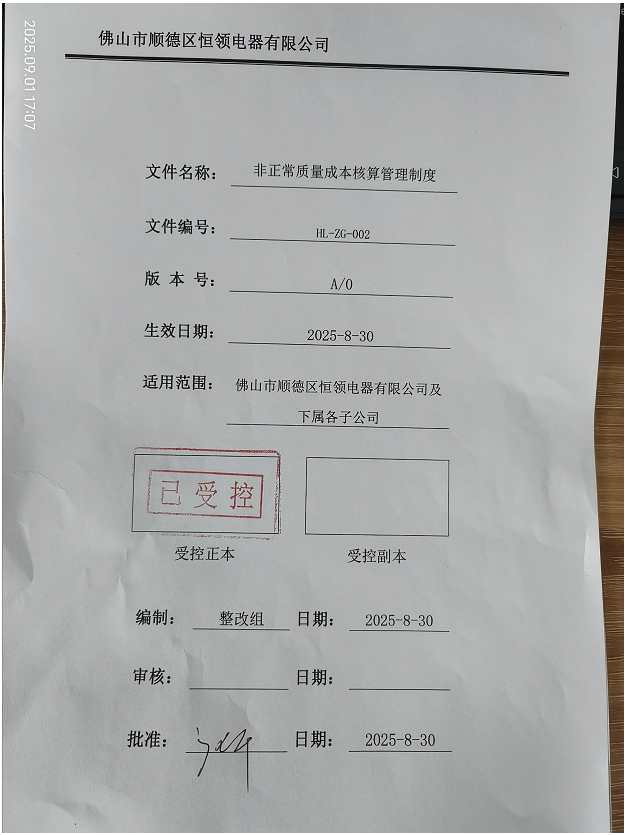 2025.09.01 17:07
佛山市顺德区恒领电器有限公司
文件名称： 非正常质量成本核算管理制度
文件编号： HL-ZG-002
版 本 号： A/0
生效日期： 2025-8-30
适用范围： 佛山市顺德区恒领电器有限公司及
下属各子公司
已受控
受控正本 受控副本
编制： 整改组 日期： 2025-8-30
审核： 日期：
批准： 日期： 2025-8-30